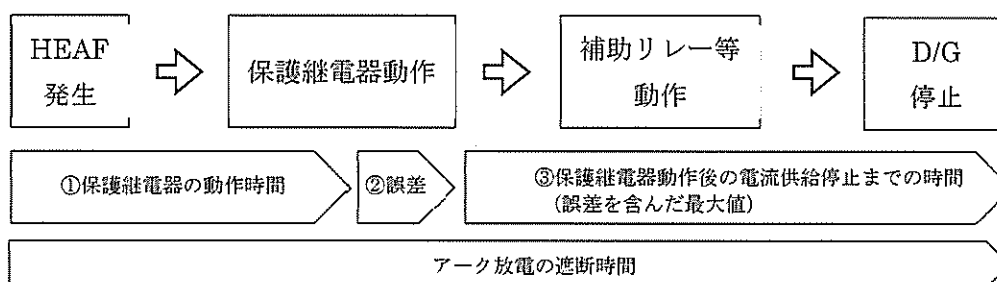 HEAF
発生
保護継電器動作
補助リレー等
動作
D/G
停止
①保護継電器の動作時間
②誤差
③保護継電器動作後の電流供給停止までの時間
(誤差を含んだ最大値)
アーク放電の遮断時間